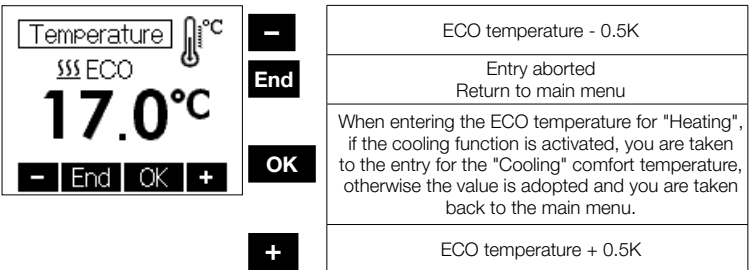 Temperature °C
ECO
17.0°C
− End OK +
−
ECO temperature - 0.5K
End
Entry aborted
Return to main menu
OK
When entering the ECO temperature for "Heating",
if the cooling function is activated, you are taken
to the entry for the "Cooling" comfort temperature,
otherwise the value is adopted and you are taken
back to the main menu.
+
ECO temperature + 0.5K